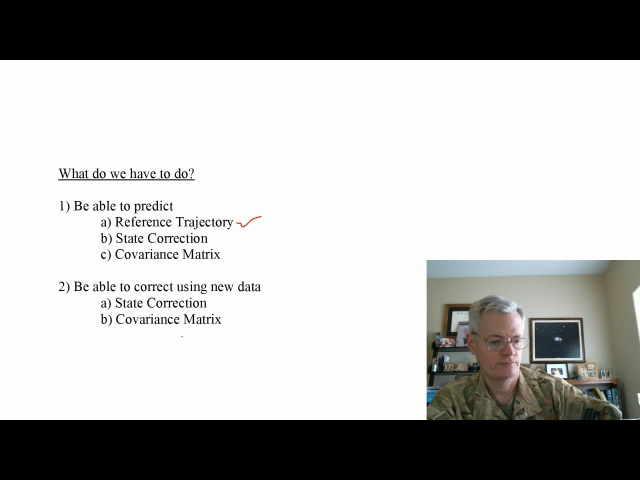 What do we have to do?
1) Be able to predict
a) Reference Trajectory
b) State Correction
c) Covariance Matrix
2) Be able to correct using new data
a) State Correction
b) Covariance Matrix